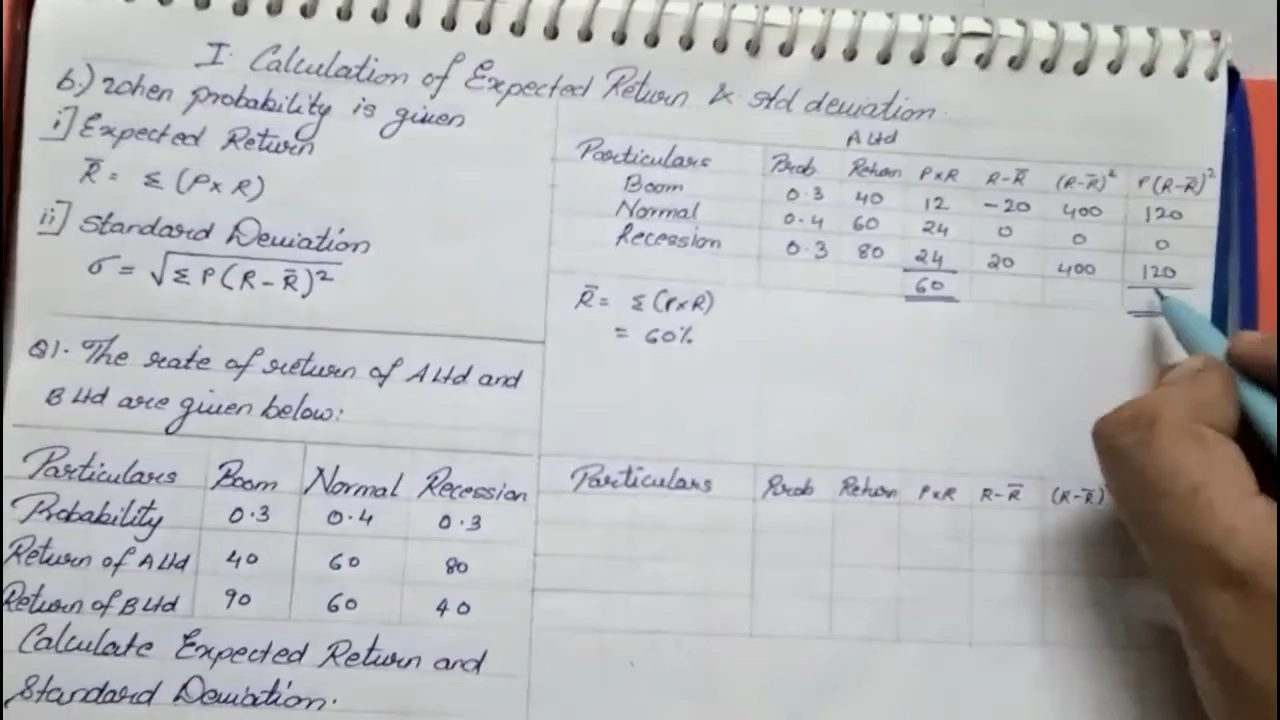 I. Calculation of Expected Return & std deviation
b.) When probability is given
i] Expected Return
R̄ = Σ (P×R)
ii] Standard Deviation
σ = √Σ P(R-R̄)²
Q1. The rate of return of A Ltd and
B Ltd are given below:
Particulars Boom Normal Recession
Probability 0.3 0.4 0.3
Return of A Ltd 40 60 80
Return of B Ltd 90 60 40
Calculate Expected Return and
Standard Deviation.
A Ltd
Particulars Prob Return P×R R-R̄ (R-R̄)² P(R-R̄)²
Boom 0.3 40 12 -20 400 120
Normal 0.4 60 24 0 0 0
Recession 0.3 80 24 20 400 120
60
R̄ = Σ (P×R)
= 60%
Particulars Prob Return P×R R-R̄ (R-R̄)